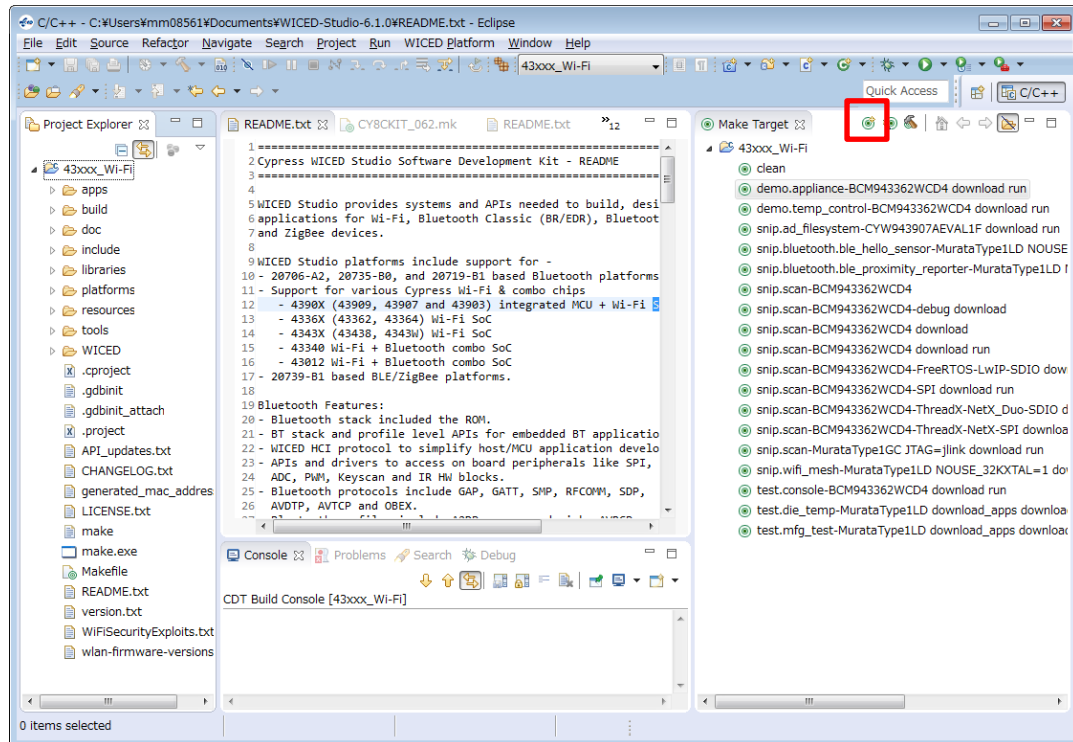 C/C++ - C:¥Users¥mm08561¥Documents¥WICED-Studio-6.1.0¥README.txt - Eclipse
File Edit Source Refactor Navigate Search Project Run WICED Platform Window Help
010
43xxx_Wi-Fi
Quick Access
C/C++
Project Explorer
43xxx_Wi-Fi
apps
build
doc
include
libraries
platforms
resources
tools
WICED
.cproject
.gdbinit
.gdbinit_attach
.project
API_updates.txt
CHANGELOG.txt
generated_mac_addres
LICENSE.txt
make
make.exe
Makefile
README.txt
version.txt
WiFiSecurityExploits.txt
wlan-firmware-versions
README.txt CY8CKIT_062.mk README.txt »12
1 ============================================================
2 Cypress WICED Studio Software Development Kit - README
3 ============================================================
4
5 WICED Studio provides systems and APIs needed to build, desi
6 applications for Wi-Fi, Bluetooth Classic (BR/EDR), Bluetoot
7 and ZigBee devices.
8
9 WICED Studio platforms include support for -
10 - 20706-A2, 20735-B0, and 20719-B1 based Bluetooth platforms
11 - Support for various Cypress Wi-Fi & combo chips
12 - 4390X (43909, 43907 and 43903) integrated MCU + Wi-Fi S
13 - 4336X (43362, 43364) Wi-Fi SoC
14 - 4343X (43438, 4343W) Wi-Fi SoC
15 - 43340 Wi-Fi + Bluetooth combo SoC
16 - 43012 Wi-Fi + Bluetooth combo SoC
17 - 20739-B1 based BLE/ZigBee platforms.
18
19 Bluetooth Features:
20 - Bluetooth stack included the ROM.
21 - BT stack and profile level APIs for embedded BT applicatio
22 - WICED HCI protocol to simplify host/MCU application develo
23 - APIs and drivers to access on board peripherals like SPI,
24 ADC, PWM, Keyscan and IR HW blocks.
25 - Bluetooth protocols include GAP, GATT, SMP, RFCOMM, SDP,
26 AVDTP, AVCTP and OBEX.
Console Problems Search Debug
CDT Build Console [43xxx_Wi-Fi]
Make Target
43xxx_Wi-Fi
clean
demo.appliance-BCM943362WCD4 download run
demo.temp_control-BCM943362WCD4 download run
snip.ad_filesystem-CYW943907AEVAL1F download run
snip.bluetooth.ble_hello_sensor-MurataType1LD NOUSE
snip.bluetooth.ble_proximity_reporter-MurataType1LD
snip.scan-BCM943362WCD4
snip.scan-BCM943362WCD4-debug download
snip.scan-BCM943362WCD4 download
snip.scan-BCM943362WCD4 download run
snip.scan-BCM943362WCD4-FreeRTOS-LwIP-SDIO dow
snip.scan-BCM943362WCD4-SPI download run
snip.scan-BCM943362WCD4-ThreadX-NetX_Duo-SDIO d
snip.scan-BCM943362WCD4-ThreadX-NetX-SPI downloa
snip.scan-MurataType1GC JTAG=jlink download run
snip.wifi_mesh-MurataType1LD NOUSE_32KXTAL=1 do
test.console-BCM943362WCD4 download run
test.die_temp-MurataType1LD download_apps downloa
test.mfg_test-MurataType1LD download_apps downloa
0 items selected